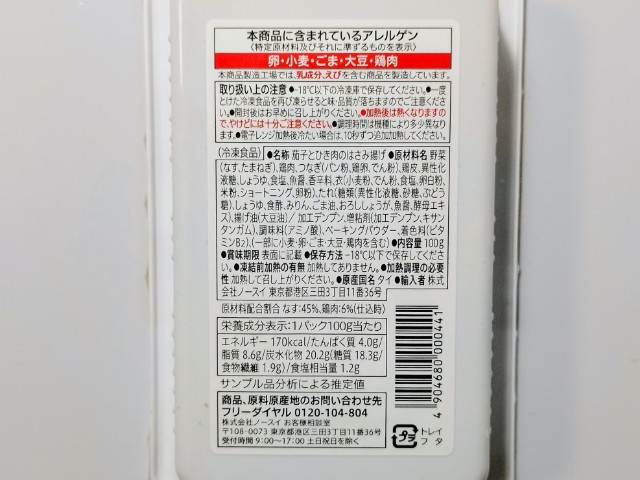 本商品に含まれているアレルゲン
〈特定原材料及びそれに準ずるものを表示〉
卵・小麦・ごま・大豆・鶏肉
本商品製造工場では、乳成分、えびを含む商品を製造しています。
取り扱い上の注意 ●-18℃以下の冷凍庫で保存してください。●一度
とけた冷凍食品を再び凍らせると味・品質が落ちますのでご注意くださ
い。●開封後はお早めに召し上がりください。●加熱後は熱くなりますの
で、やけどには十分ご注意ください。●調理時間は機種により多少異なり
ます。●電子レンジ加熱後冷たい場合は、10秒ずつ追加加熱してください。
〈冷凍食品〉●名称 茄子とひき肉のはさみ揚げ ●原材料名 野菜
(なす、たまねぎ)、鶏肉、つなぎ(パン粉、鶏卵、でん粉)、鶏皮、異性化
液糖、しょうゆ、食塩、魚醤、香辛料、衣(小麦粉、でん粉、食塩、卵白粉、
米粉、ショートニング、卵粉)、たれ(糖類(異性化液糖、砂糖、ぶどう
糖)、しょうゆ、食酢、みりん、ごま油、おろししょうが、魚醤、酵母エキ
ス)、揚げ油(大豆油)/加工デンプン、増粘剤(加工デンプン、キサン
タンガム)、調味料(アミノ酸)、ベーキングパウダー、着色料(ビタ
ミンB₂)、(一部に小麦・卵・ごま・大豆・鶏肉を含む) ●内容量 100g
●賞味期限 表面に記載 ●保存方法 -18℃以下で保存してくださ
い。●凍結前加熱の有無 加熱してありません。●加熱調理の必要
性 加熱して召し上がりください。●原産国名 タイ ●輸入者 株式
会社ノースイ 東京都港区三田3丁目11番36号
原材料配合割合 なす:45%、鶏肉:6%(仕込時)
栄養成分表示:1パック100g当たり
エネルギー 170kcal/たんぱく質 4.0g/
脂質 8.6g/炭水化物 20.2g(糖質 18.3g/
食物繊維 1.9g)/食塩相当量 1.2g
サンプル品分析による推定値
商品、原料原産地のお問い合わせ先
フリーダイヤル 0120-104-804
株式会社ノースイ お客様相談室
〒108-0073 東京都港区三田3丁目11番36号
受付時間 9:00〜17:00 土日祝日を除く
4 904680 000441
プラ
トレイ
フタ